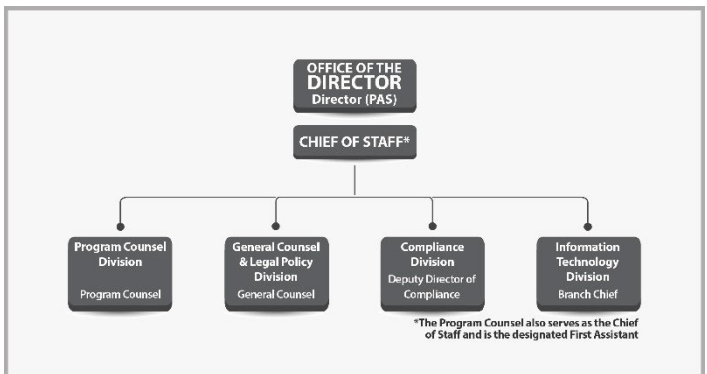 OFFICE OF THE
DIRECTOR
Director (PAS)
CHIEF OF STAFF*
Program Counsel
Division
Program Counsel
General Counsel
& Legal Policy
Division
General Counsel
Compliance
Division
Deputy Director of
Compliance
Information
Technology
Division
Branch Chief
*The Program Counsel also serves as the Chief
of Staff and is the designated First Assistant